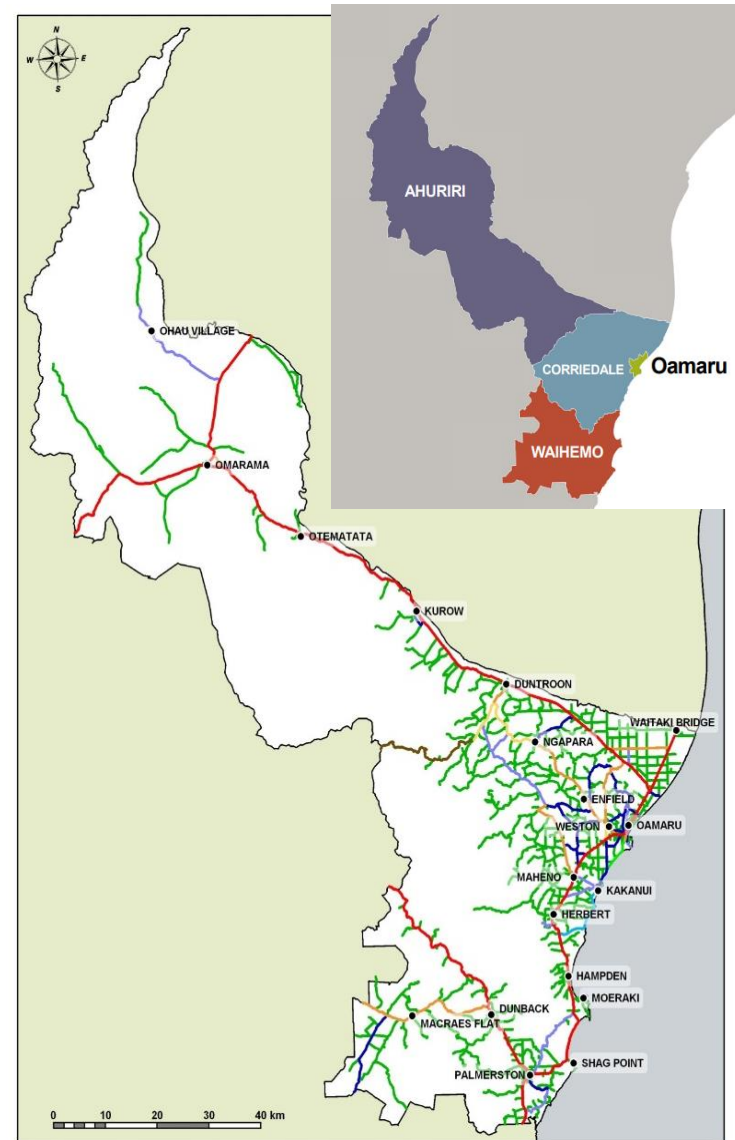 N
W E
S
AHURIRI
CORRIEDALE
Oamaru
WAIHEMO
OHAU VILLAGE
OMARAMA
OTEMATATA
KUROW
DUNTROON
WAITAKI BRIDGE
NGAPARA
ENFIELD
WESTON
OAMARU
MAHENO
KAKANUI
HERBERT
HAMPDEN
MOERAKI
DUNBACK
MACRAES FLAT
SHAG POINT
PALMERSTON
0 10 20 30 40 km